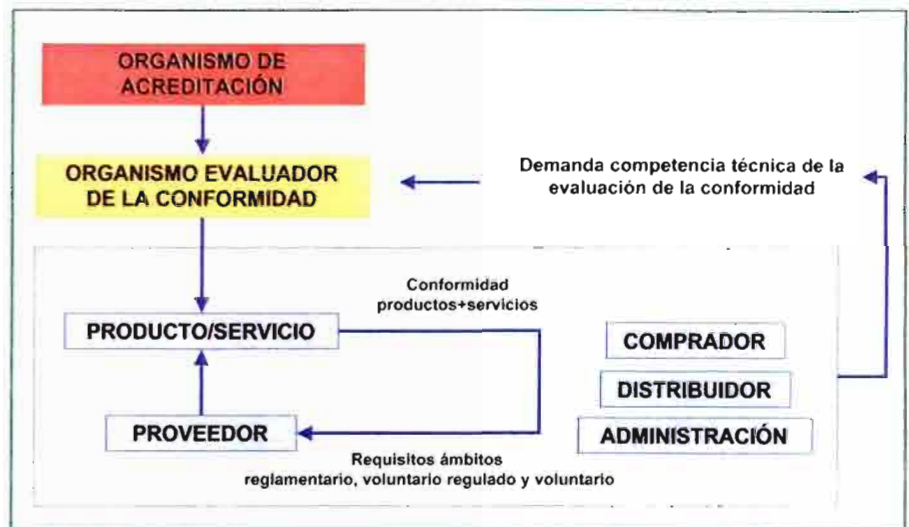 ORGANISMO DE
ACREDITACIÓN
ORGANISMO EVALUADOR
DE LA CONFORMIDAD
Demanda competencia técnica de la
evaluación de la conformidad
Conformidad
productos+servicios
PRODUCTO/SERVICIO
COMPRADOR
DISTRIBUIDOR
PROVEEDOR
ADMINISTRACIÓN
Requisitos ámbitos
reglamentario, voluntario regulado y voluntario